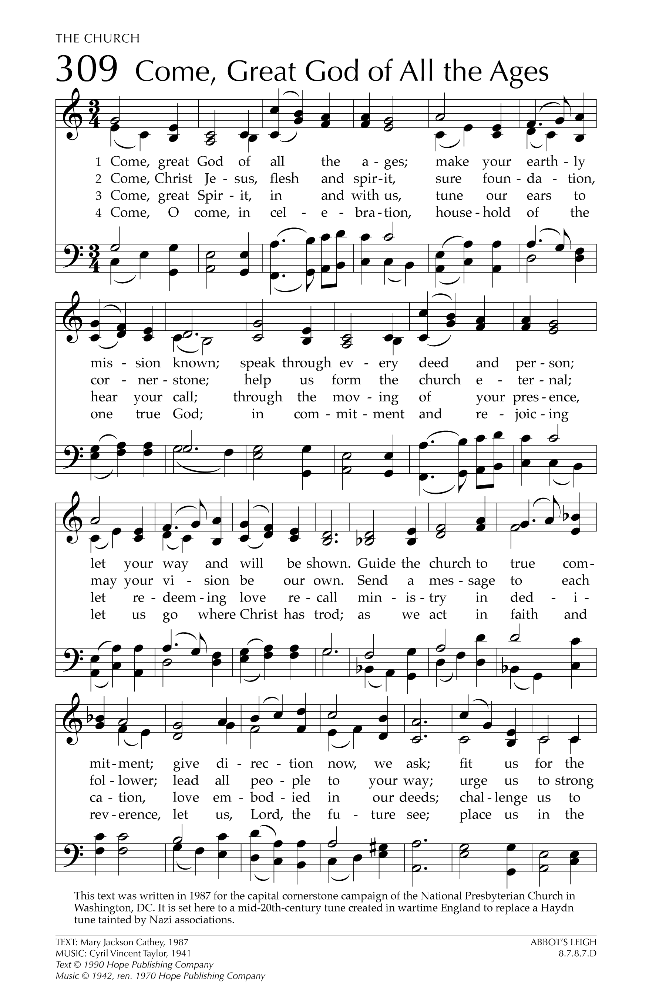 THE CHURCH
309 Come, Great God of All the Ages
3
4
1 Come, great God of all the a - ges; make your earth - ly
2 Come, Christ Je - sus, flesh and spir - it, sure foun - da - tion,
3 Come, great Spir - it, in and with us, tune our ears to
4 Come, O come, in cel - e - bra - tion, house - hold of the
3
4
mis - sion known; speak through ev - ery deed and per - son;
cor - ner - stone; help us form the church e - ter - nal;
hear your call; through the mov - ing of your pres - ence,
one true God; in com - mit - ment and re - joic - ing
let your way and will be shown. Guide the church to true com -
may your vi - sion be our own. Send a mes - sage to each
let re - deem - ing love re - call min - is - try in ded - i -
let us go where Christ has trod; as we act in faith and
mit - ment; give di - rec - tion now, we ask; fit us for the
fol - lower; lead all peo - ple to your way; urge us to strong
ca - tion, love em - bod - ied in our deeds; chal - lenge us to
rev - erence, let us, Lord, the fu - ture see; place us in the
This text was written in 1987 for the capital cornerstone campaign of the National Presbyterian Church in
Washington, DC. It is set here to a mid-20th-century tune created in wartime England to replace a Haydn
tune tainted by Nazi associations.
TEXT: Mary Jackson Cathey, 1987 ABBOT'S LEIGH
MUSIC: Cyril Vincent Taylor, 1941 8.7.8.7.D
Text © 1990 Hope Publishing Company
Music © 1942, ren. 1970 Hope Publishing Company